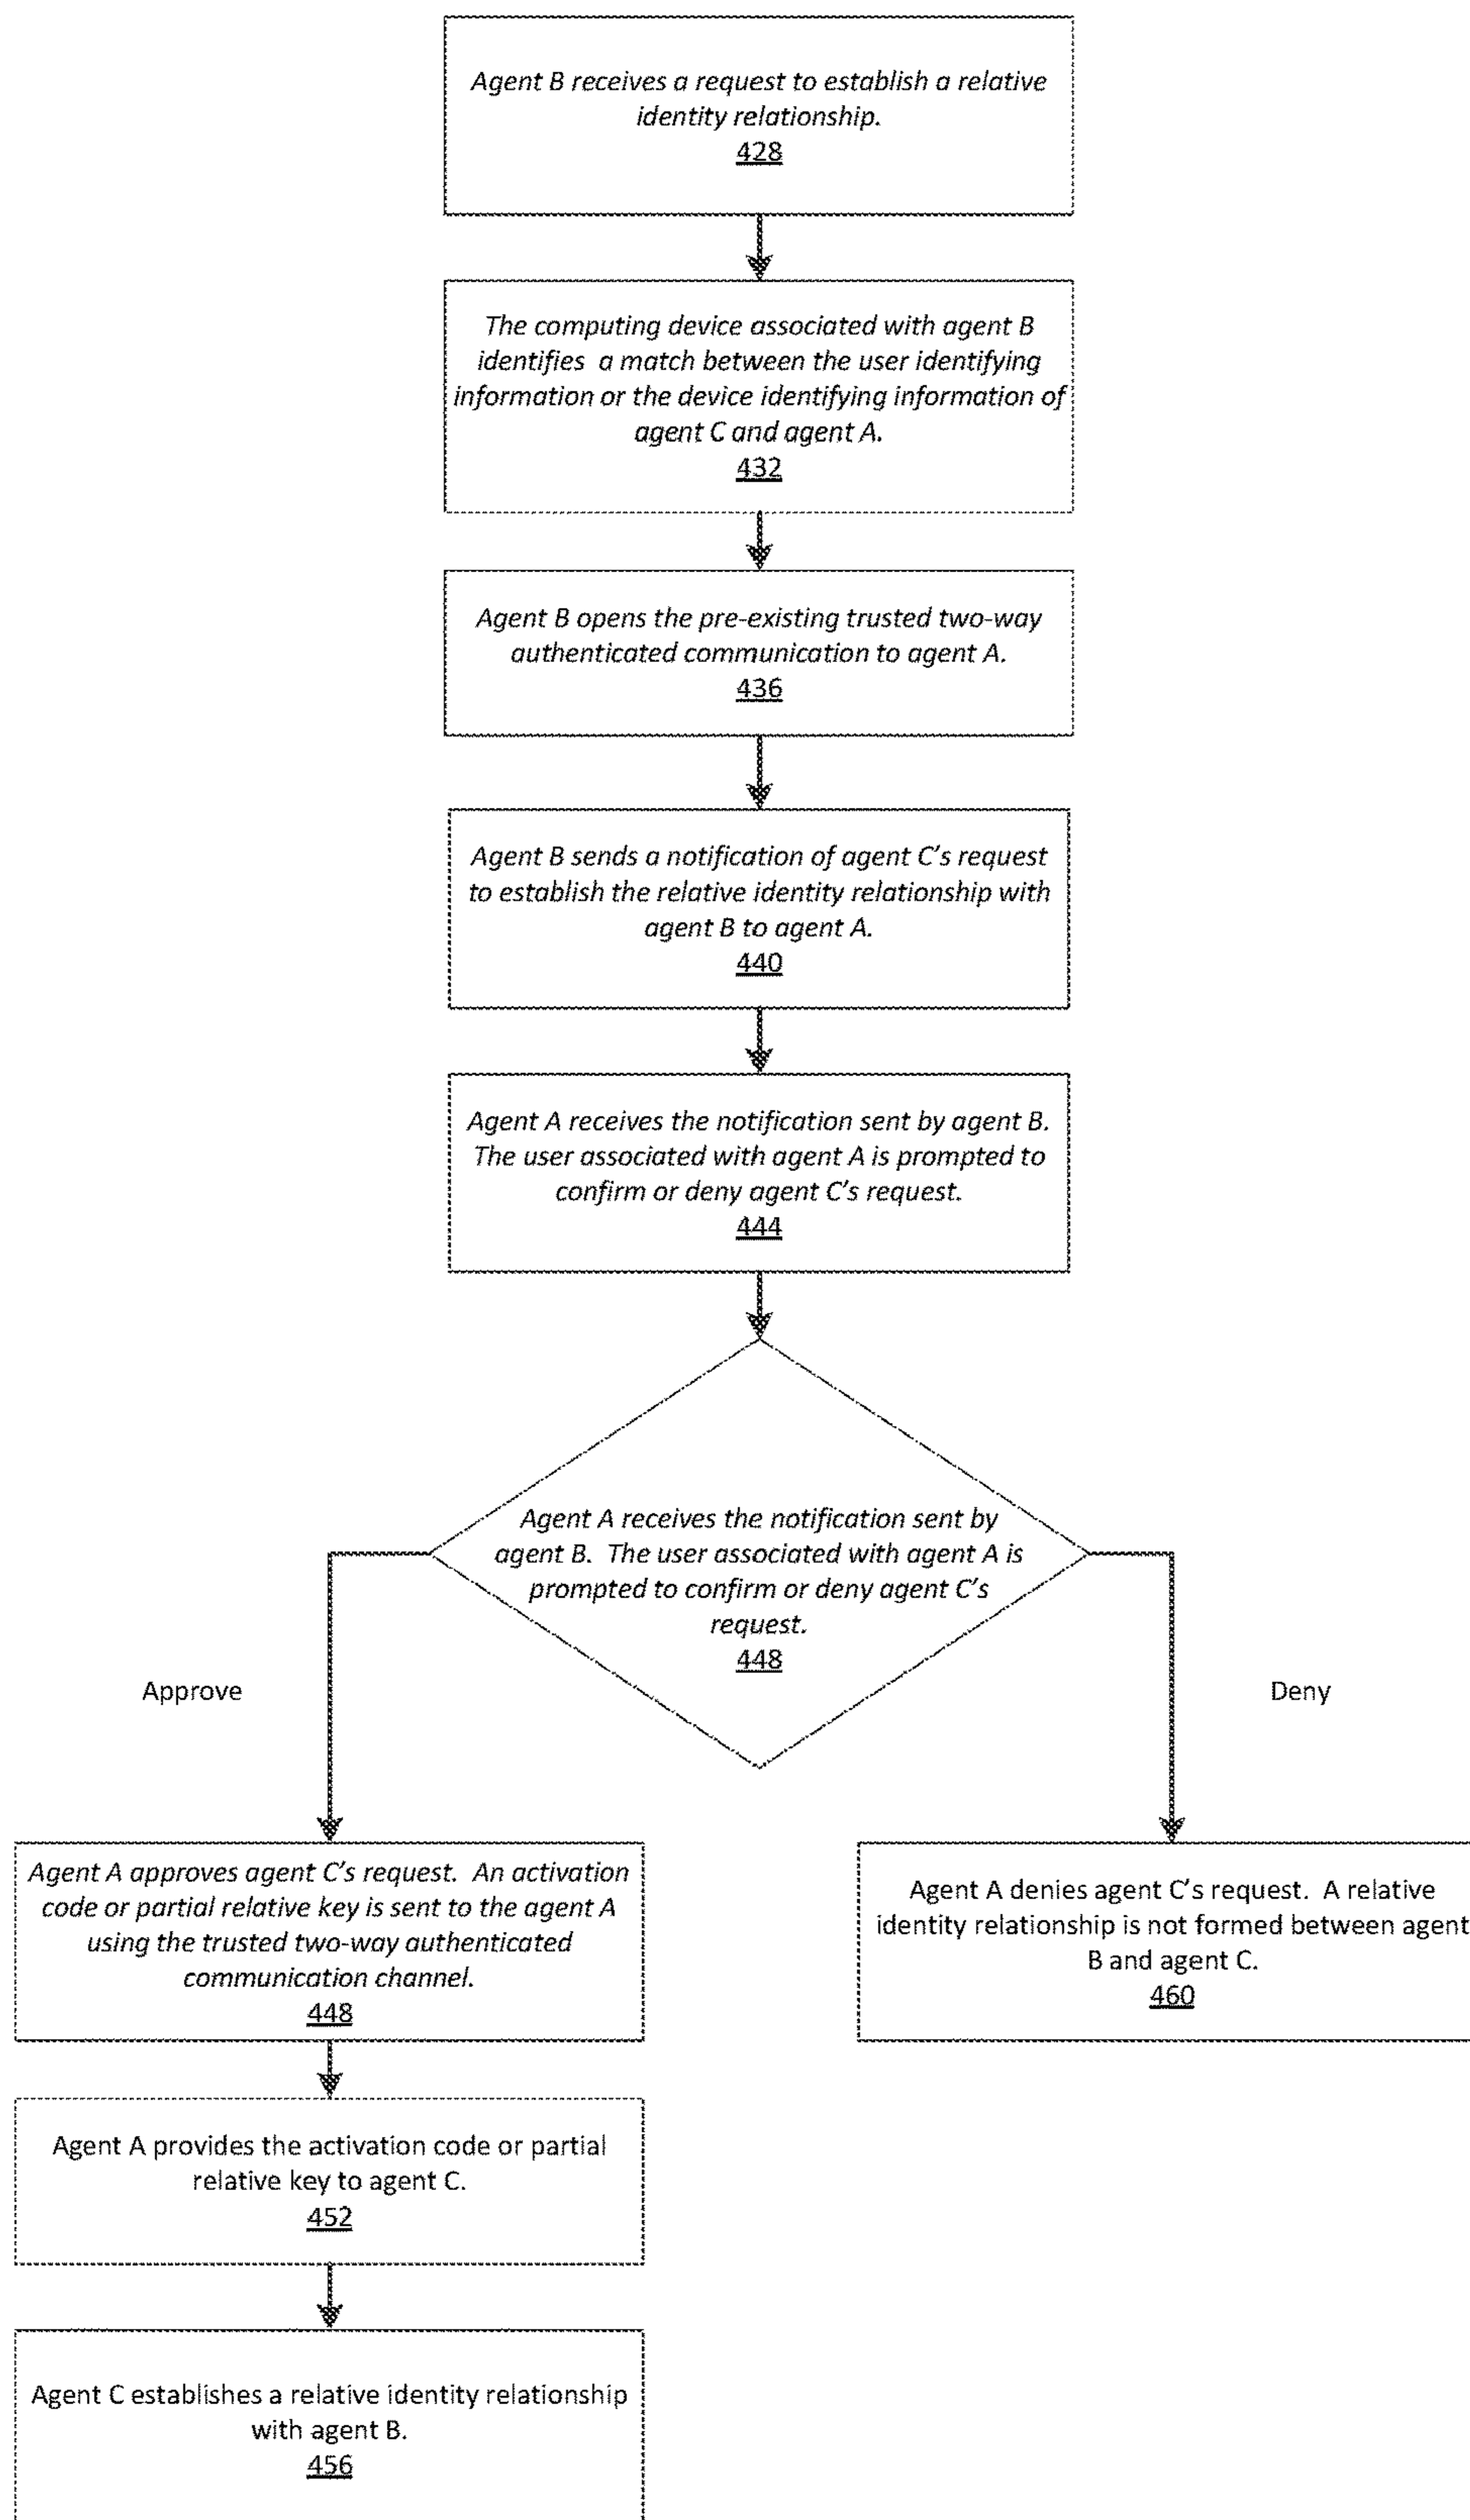 Agent B receives a request to establish a relative
identity relationship.
428
The computing device associated with agent B
identifies a match between the user identifying
information or the device identifying information of
agent C and agent A.
432
Agent B opens the pre-existing trusted two-way
authenticated communication to agent A.
436
Agent B sends a notification of agent C's request
to establish the relative identity relationship with
agent B to agent A.
440
Agent A receives the notification sent by agent B.
The user associated with agent A is prompted to
confirm or deny agent C's request.
444
Agent A receives the notification sent by
agent B. The user associated with agent A is
prompted to confirm or deny agent C's
request.
448
Approve
Deny
Agent A approves agent C's request. An activation
code or partial relative key is sent to the agent A
using the trusted two-way authenticated
communication channel.
448
Agent A denies agent C's request. A relative
identity relationship is not formed between agent
B and agent C.
460
Agent A provides the activation code or partial
relative key to agent C.
452
Agent C establishes a relative identity relationship
with agent B.
456